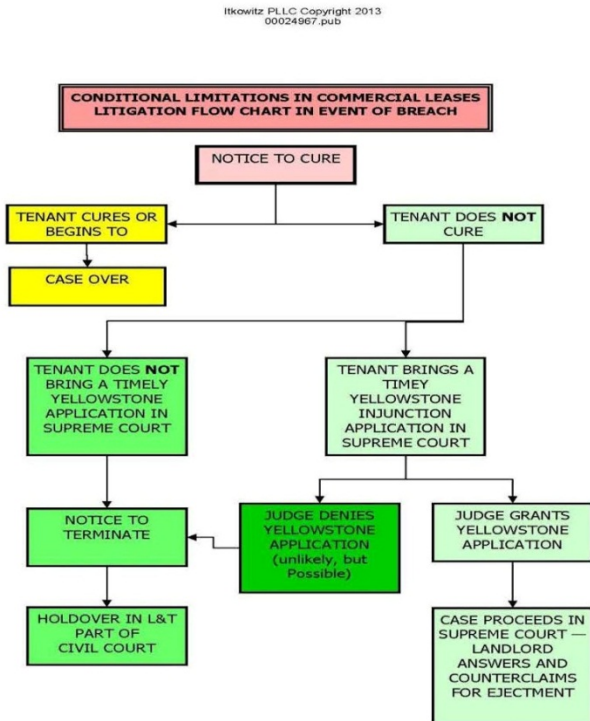 Itkowitz PLLC Copyright 2013
00024967.pub
CONDITIONAL LIMITATIONS IN COMMERCIAL LEASES
LITIGATION FLOW CHART IN EVENT OF BREACH
NOTICE TO CURE
TENANT CURES OR
BEGINS TO
TENANT DOES NOT
CURE
CASE OVER
TENANT DOES NOT
BRING A TIMELY
YELLOWSTONE
APPLICATION IN
SUPREME COURT
TENANT BRINGS A
TIMEY
YELLOWSTONE
INJUNCTION
APPLICATION IN
SUPREME COURT
NOTICE TO
TERMINATE
JUDGE DENIES
YELLOWSTONE
APPLICATION
(unlikely, but
Possible)
JUDGE GRANTS
YELLOWSTONE
APPLICATION
HOLDOVER IN L&T
PART OF
CIVIL COURT
CASE PROCEEDS IN
SUPREME COURT —
LANDLORD
ANSWERS AND
COUNTERCLAIMS
FOR EJECTMENT